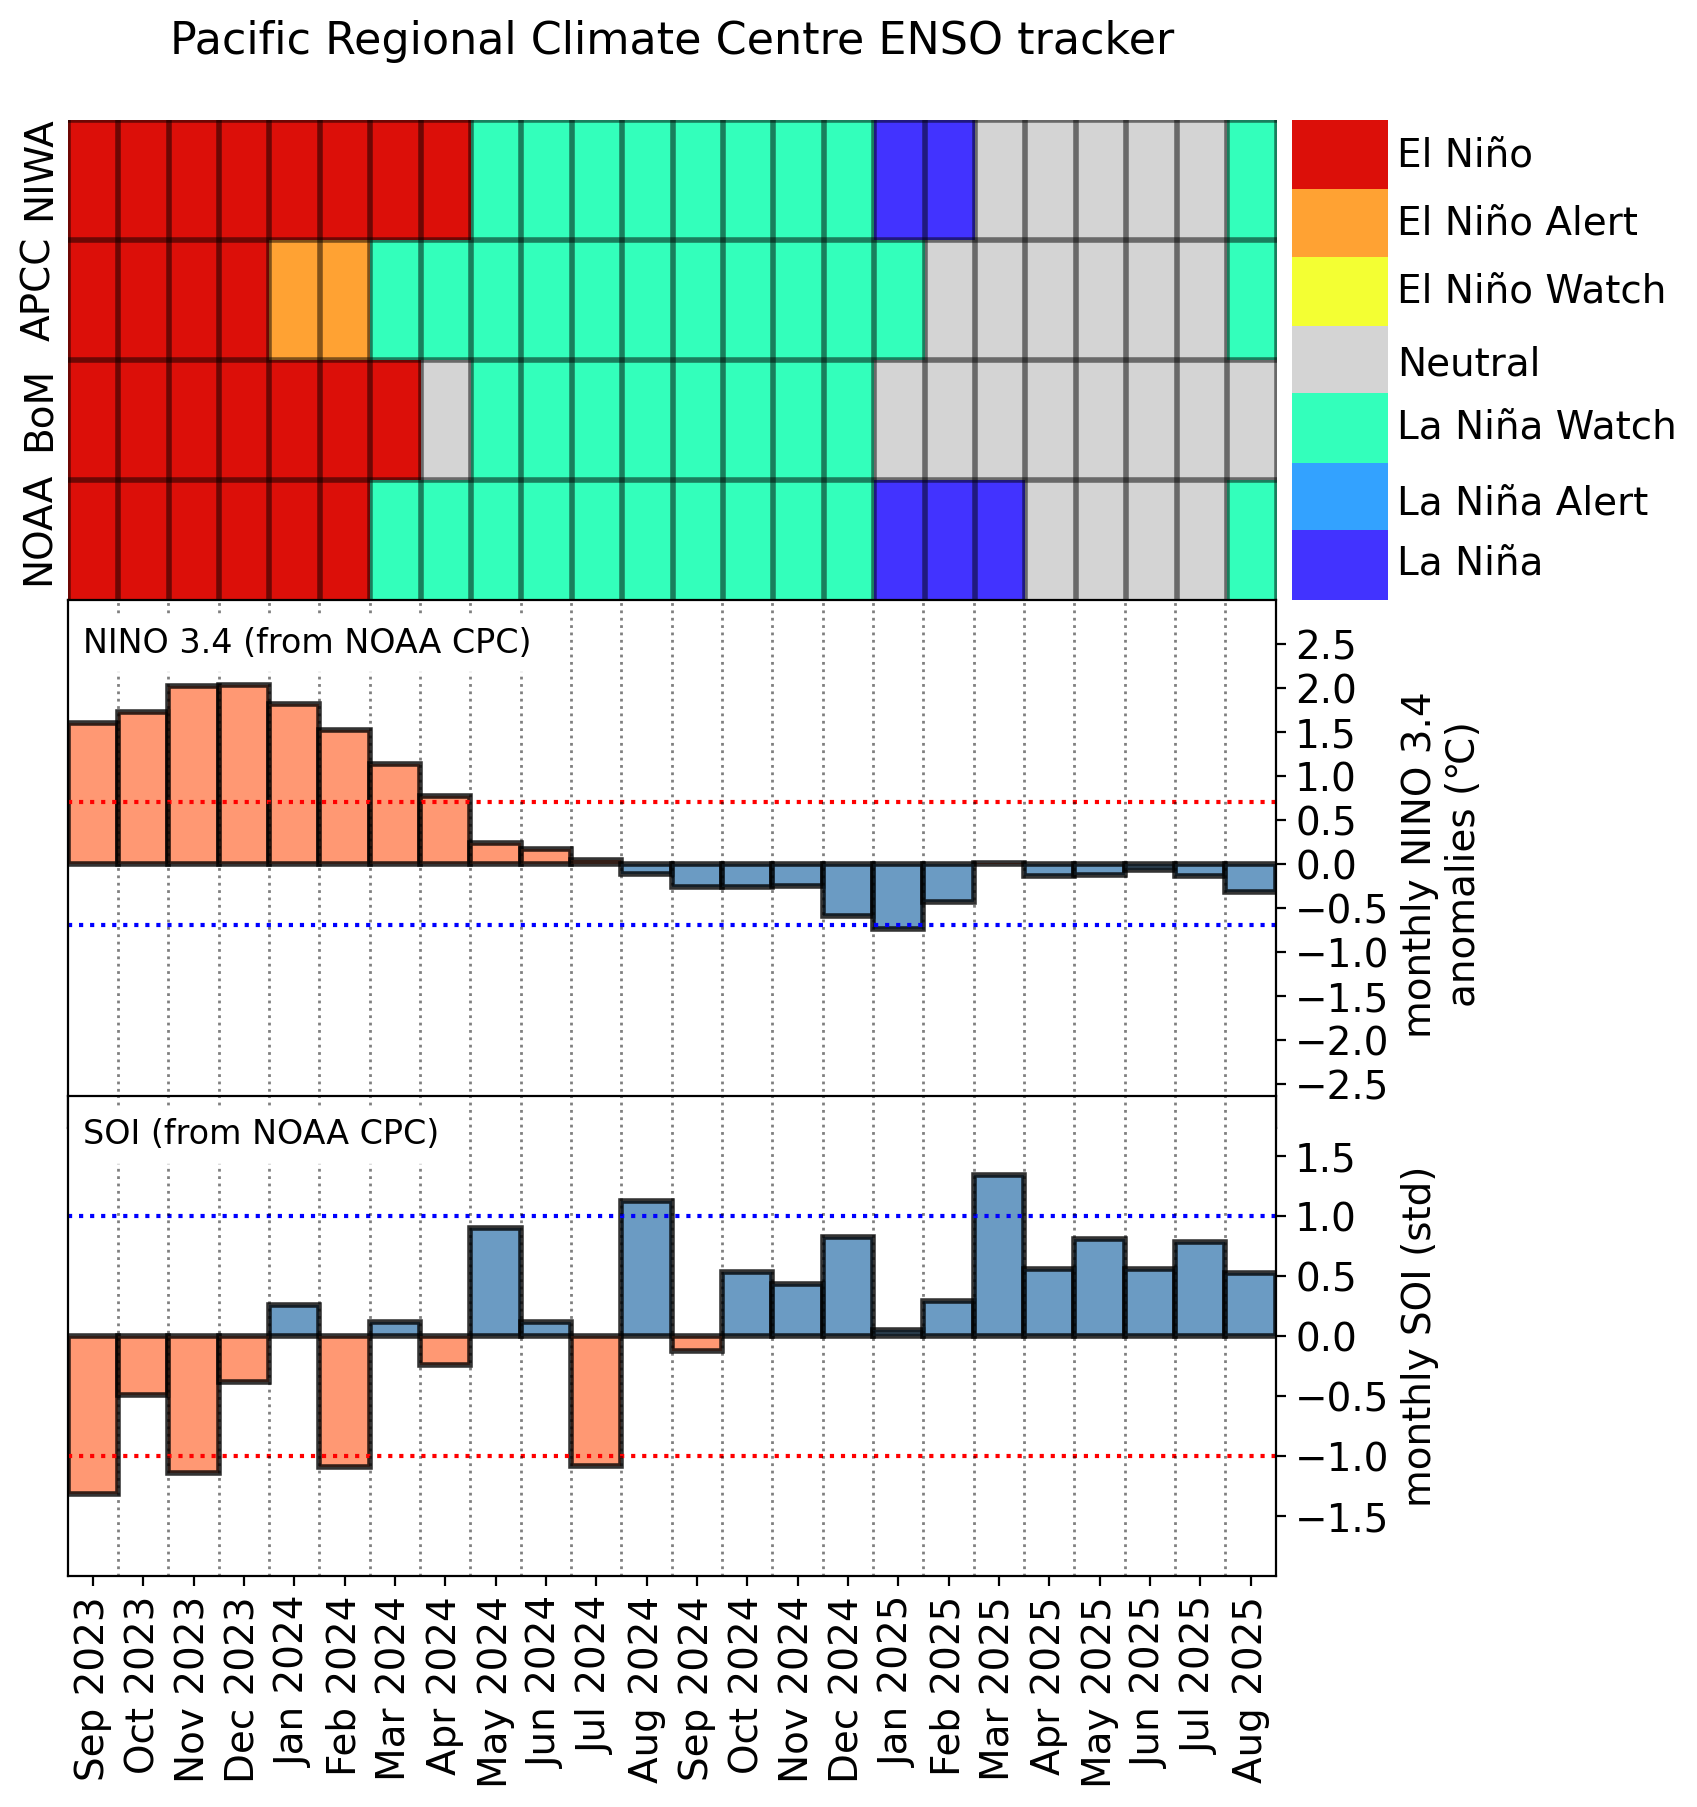 Pacific Regional Climate Centre ENSO tracker
NIWA
APCC
BoM
NOAA
El Niño
El Niño Alert
El Niño Watch
Neutral
La Niña Watch
La Niña Alert
La Niña
NINO 3.4 (from NOAA CPC)
2.5
2.0
1.5
1.0
0.5
0.0
−0.5
−1.0
−1.5
−2.0
−2.5
monthly NINO 3.4
anomalies (℃)
SOI (from NOAA CPC)
1.5
1.0
0.5
0.0
−0.5
−1.0
−1.5
monthly SOI (std)
Sep 2023
Oct 2023
Nov 2023
Dec 2023
Jan 2024
Feb 2024
Mar 2024
Apr 2024
May 2024
Jun 2024
Jul 2024
Aug 2024
Sep 2024
Oct 2024
Nov 2024
Dec 2024
Jan 2025
Feb 2025
Mar 2025
Apr 2025
May 2025
Jun 2025
Jul 2025
Aug 2025